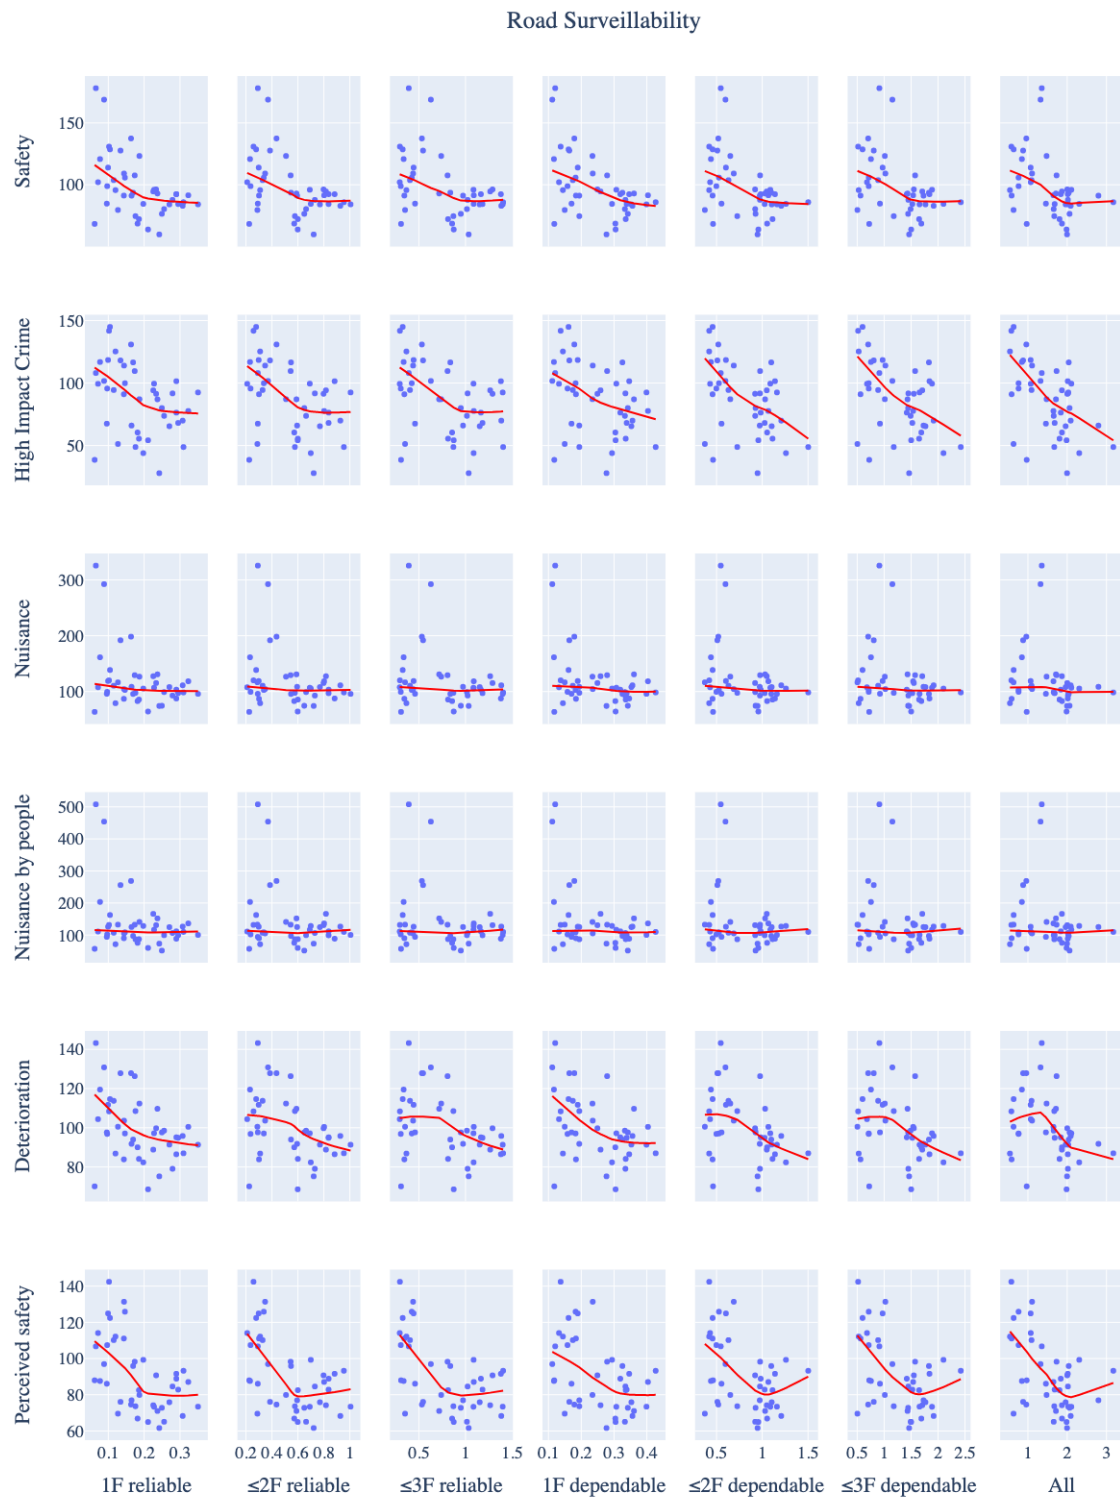 Road Surveillability
Safety
150
100
High Impact Crime
150
100
50
Nuisance
300
200
100
Nuisance by people
500
400
300
200
100
Deterioration
140
120
100
80
Perceived safety
140
120
100
80
60
0.1 0.2 0.3 0.2 0.4 0.6 0.8 1 0.5 1 1.5 0.1 0.2 0.3 0.4 0.5 1 1.5 0.5 1 1.5 2 2.5 1 2 3
1F reliable ≤2F reliable ≤3F reliable 1F dependable ≤2F dependable ≤3F dependable All